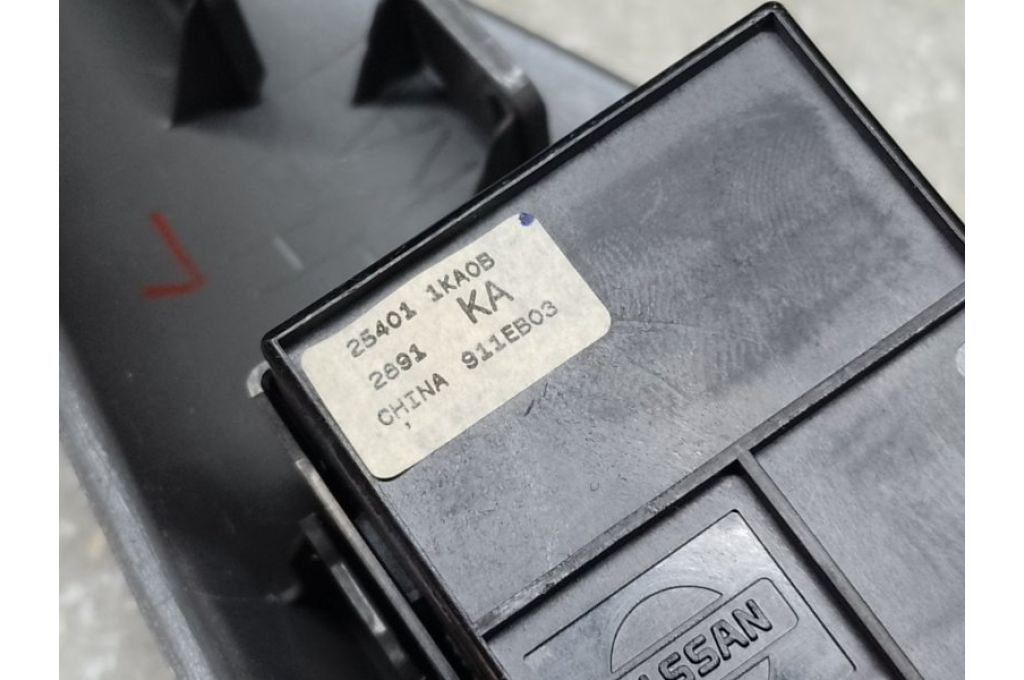 25401 1KA0B
KA
2891
CHINA 911EB03
NISSAN